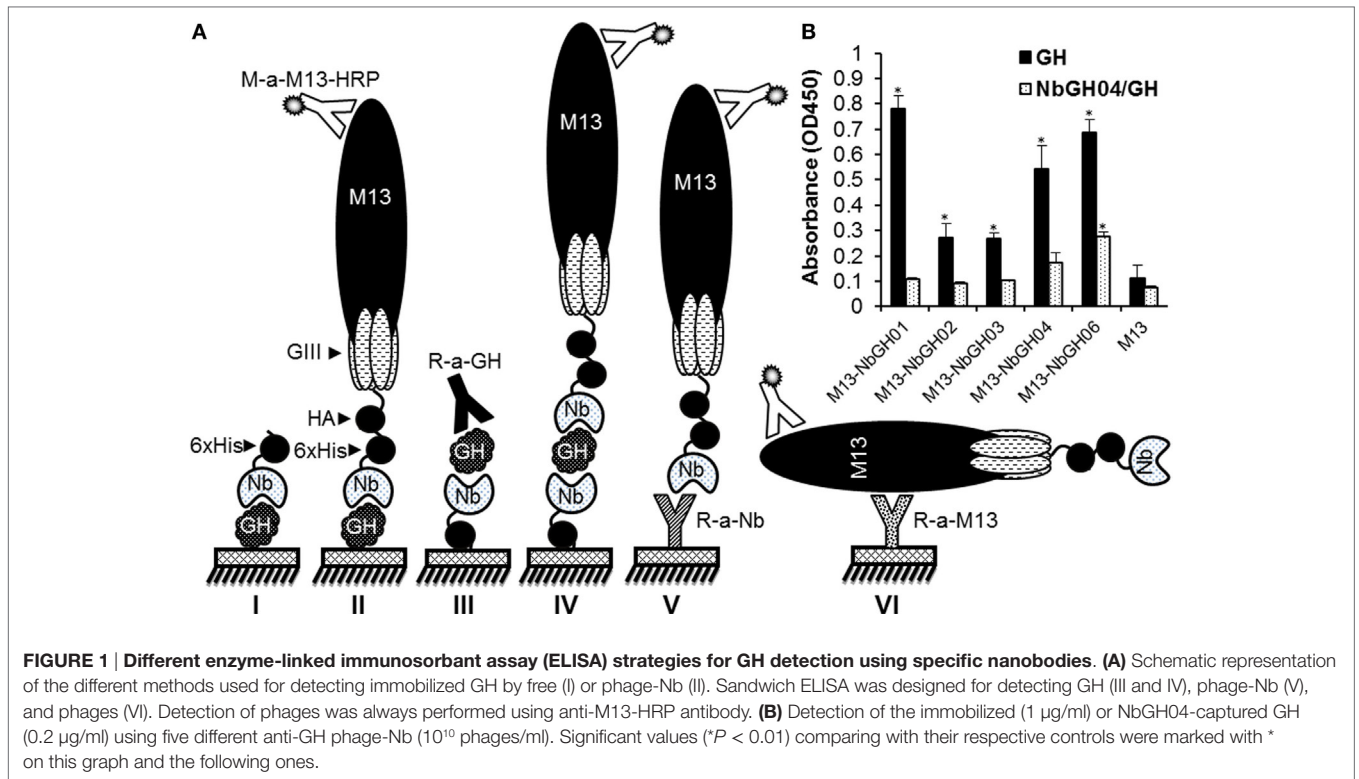 A
M-a-M13-HRP
M13
GIII
HA
6xHis
6xHis
Nb
GH
Nb
GH
R-a-GH
GH
Nb
M13
Nb
GH
Nb
M13
Nb
R-a-Nb
M13
Nb
R-a-M13
I
II
III
IV
V
VI
B
GH
NbGH04/GH
Absorbance (OD450)
1
0.9
0.8
0.7
0.6
0.5
0.4
0.3
0.2
0.1
0
*
*
*
*
*
*
M13-NbGH01
M13-NbGH02
M13-NbGH03
M13-NbGH04
M13-NbGH06
M13
FIGURE 1 | Different enzyme-linked immunosorbant assay (ELISA) strategies for GH detection using specific nanobodies. (A) Schematic representation
of the different methods used for detecting immobilized GH by free (I) or phage-Nb (II). Sandwich ELISA was designed for detecting GH (III and IV), phage-Nb (V),
and phages (VI). Detection of phages was always performed using anti-M13-HRP antibody. (B) Detection of the immobilized (1 μg/ml) or NbGH04-captured GH
(0.2 μg/ml) using five different anti-GH phage-Nb (10¹⁰ phages/ml). Significant values (*P < 0.01) comparing with their respective controls were marked with *
on this graph and the following ones.